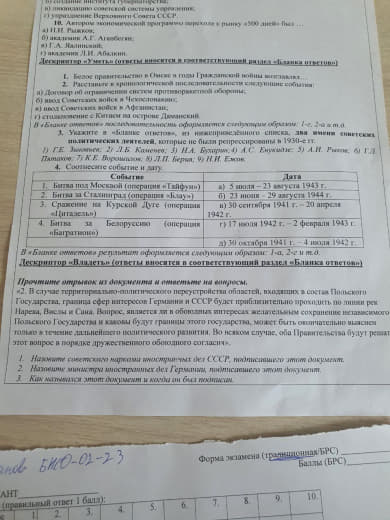 б) создание института губернаторства;
в) ликвидацию советской системы управления;
г) упразднение Верховного Совета СССР.
10. Автором экономической программы перехода к рынку «500 дней» был …
а) Н.И. Рыжков;
б) академик А.Г. Аганбегян;
в) Г.А. Явлинский;
г) академик Л.И. Абалкин.
Дескриптор «Уметь» (ответы вносятся в соответствующий раздел «Бланка ответов»)
1. Белое правительство в Омске в годы Гражданской войны возглавлял…
2. Расставьте в хронологической последовательности следующие события:
а) Договор об ограничении систем противоракетной обороны;
б) ввод Советских войск в Чехословакию;
в) ввод Советских войск в Афганистан;
г) столкновение с Китаем на острове Даманский.
В «Бланке ответов» последовательность оформляется следующим образом: 1-г, 2-а и т.д.
3. Укажите в «Бланке ответов», из нижеприведённого списка, два имени советских
политических деятелей, которые не были репрессированы в 1930-е гг.
1) Г.Е. Зиновьев; 2) Л.Б. Каменев; 3) Н.А. Бухарин; 4) А.С. Енукидзе; 5) А.И. Рыков; 6) Г.Л.
Пятаков; 7) К.Е. Ворошилов; 8) Л.П. Берия; 9) Н.И. Ежов.
4. Соотнесите событие и дату.
Событие Дата
1. Битва под Москвой (операция «Тайфун») а) 5 июля – 23 августа 1943 г.
2. Битва за Сталинград (операция «Блау») б) 23 июня – 29 августа 1944 г.
3. Сражение на Курской Дуге (операция «Цитадель») в) 30 сентября 1941 г. – 20 апреля 1942 г.
4. Битва за Белоруссию (операция «Багратион») г) 17 июля 1942 г. – 2 февраля 1943 г.
д) 30 октября 1941 г. – 4 июля 1942 г.
В «Бланке ответов» результат оформляется следующим образом: 1-а, 2-г и т.д.
Дескриптор «Владеть» (ответы вносятся в соответствующий раздел «Бланка ответов»)
Прочтите отрывок из документа и ответьте на вопросы.
«2. В случае территориально-политического переустройства областей, входящих в состав Польского
Государства, граница сфер интересов Германии и СССР будет приблизительно проходить по линии рек
Нарева, Вислы и Сана. Вопрос, является ли в обоюдных интересах желательным сохранение независимого
Польского Государства и каковы будут границы этого государства, может быть окончательно выяснен
только в течение дальнейшего политического развития. Во всяком случае, оба Правительства будут решат
этот вопрос в порядке дружественного обоюдного согласия».
1. Назовите советского наркома иностранных дел СССР, подписавшего этот документ.
2. Назовите министра иностранных дел Германии, подписавшего этот документ.
3. Как назывался этот документ и когда он был подписан.
БЖО-02-23
Форма экзамена (традиционная/БРС)
Баллы (БРС)
АНТ
(правильный ответ 1 балл):
2. 3. 4. 5. 6. 7. 8. 9. 10.